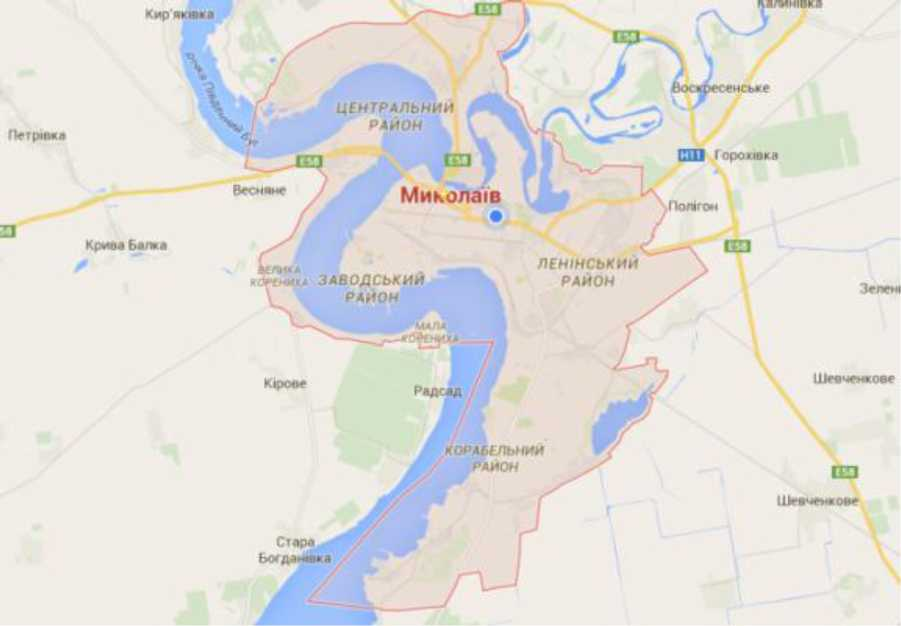 E58
Калинівка
Кир'яківка
E58
річка Південний Буг
Воскресенське
ЦЕНТРАЛЬНИЙ
РАЙОН
Петрівка
E58
E58
H11
Горохівка
Весняне
Миколаїв
Полігон
58
Крива Балка
E58
ВЕЛИКА
КОРЕНИХА
ЗАВОДСЬКИЙ
РАЙОН
ЛЕНІНСЬКИЙ
РАЙОН
МАЛА
КОРЕНИХА
Кірове
Радсад
Шевченкове
КОРАБЕЛЬНИЙ
РАЙОН
E58
Шевченкове
Стара
Богданівка